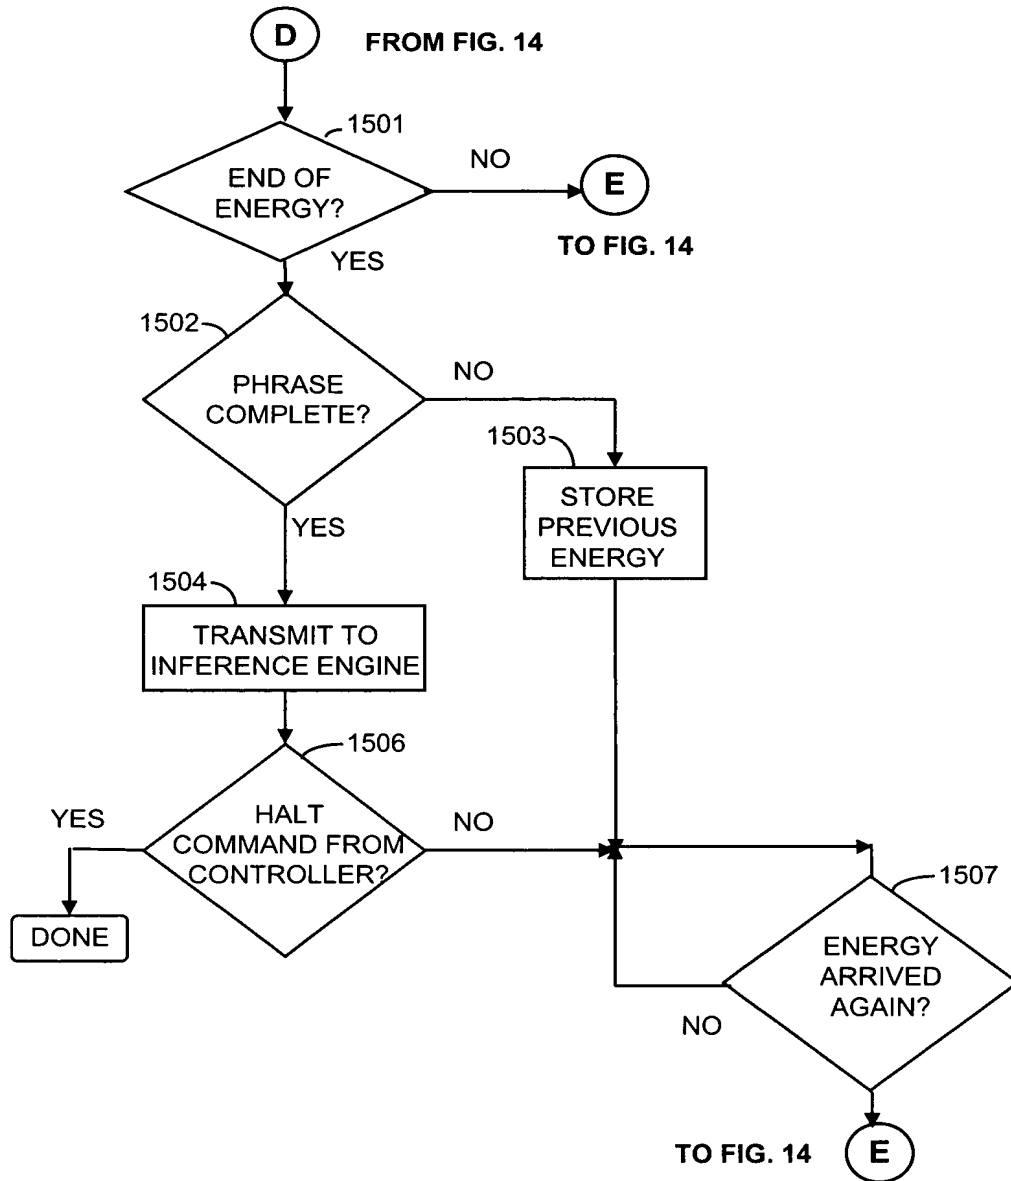 D
FROM FIG. 14
1501
END OF
ENERGY?
NO
E
TO FIG. 14
YES
1502
PHRASE
COMPLETE?
NO
1503
STORE
PREVIOUS
ENERGY
YES
1504
TRANSMIT TO
INFERENCE ENGINE
1506
HALT
COMMAND FROM
CONTROLLER?
YES
NO
DONE
1507
ENERGY
ARRIVED
AGAIN?
NO
TO FIG. 14
E